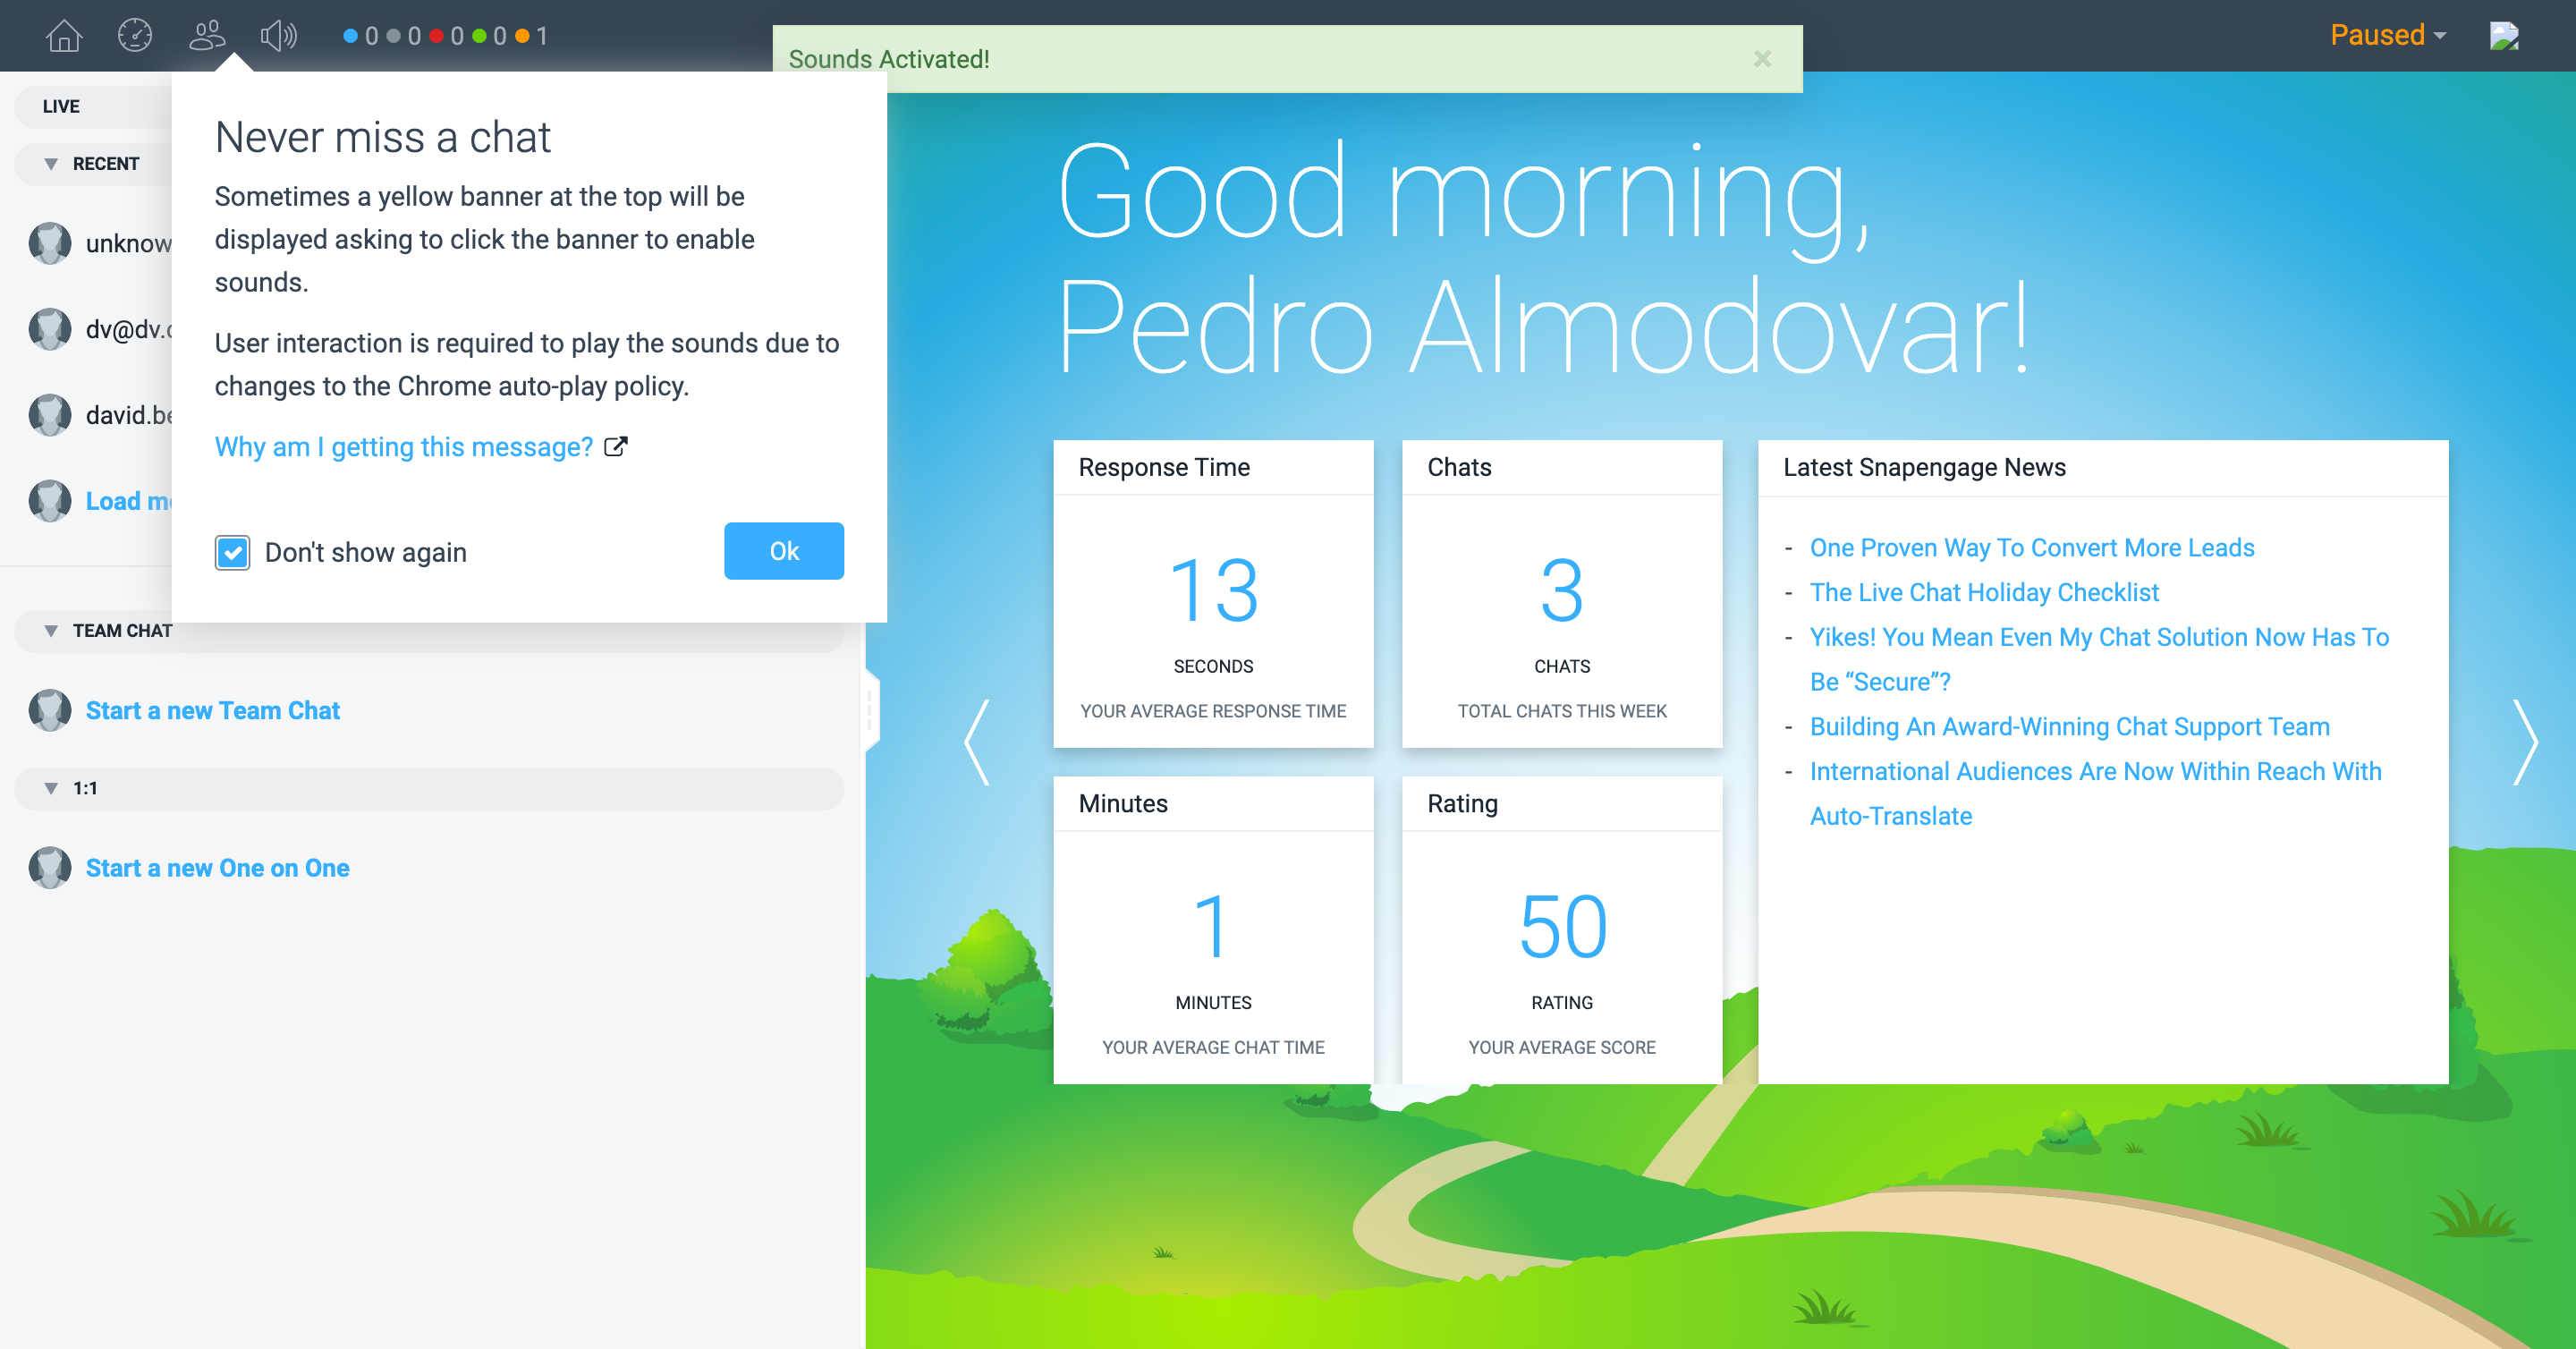 0 0 0 0 1
Sounds Activated! ×
Paused
LIVE
RECENT
unknow
dv@dv.
david.b
Load m
Never miss a chat
Sometimes a yellow banner at the top will be
displayed asking to click the banner to enable
sounds.
User interaction is required to play the sounds due to
changes to the Chrome auto-play policy.
Why am I getting this message?
Don't show again
Ok
TEAM CHAT
Start a new Team Chat
1:1
Start a new One on One
Good morning,
Pedro Almodovar!
Response Time
13
SECONDS
YOUR AVERAGE RESPONSE TIME
Chats
3
CHATS
TOTAL CHATS THIS WEEK
Minutes
1
MINUTES
YOUR AVERAGE CHAT TIME
Rating
50
RATING
YOUR AVERAGE SCORE
Latest Snapengage News
- One Proven Way To Convert More Leads
- The Live Chat Holiday Checklist
- Yikes! You Mean Even My Chat Solution Now Has To
Be “Secure”?
- Building An Award-Winning Chat Support Team
- International Audiences Are Now Within Reach With
Auto-Translate